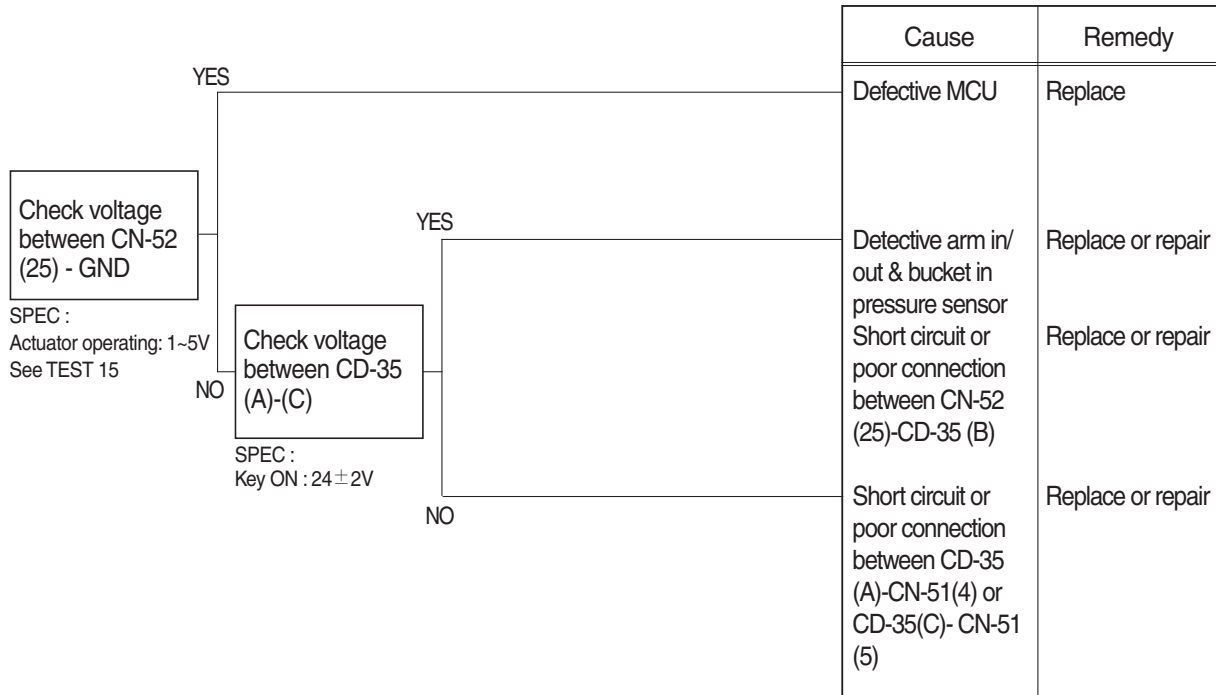 Cause
Remedy
YES
Defective MCU
Replace
Check voltage
between CN-52
(25) - GND
SPEC :
Actuator operating: 1~5V
See TEST 15
YES
Detective arm in/
out & bucket in
pressure sensor
Replace or repair
NO
Check voltage
between CD-35
(A)-(C)
SPEC :
Key ON : 24±2V
Short circuit or
poor connection
between CN-52
(25)-CD-35 (B)
Replace or repair
NO
Short circuit or
poor connection
between CD-35
(A)-CN-51(4) or
CD-35(C)- CN-51
(5)
Replace or repair